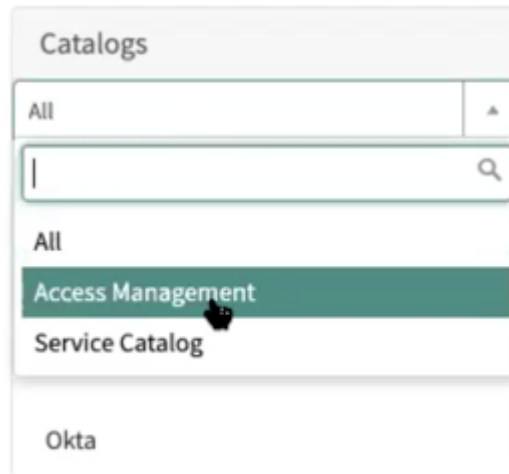 Catalogs
All
All
Access Management
Service Catalog
Okta